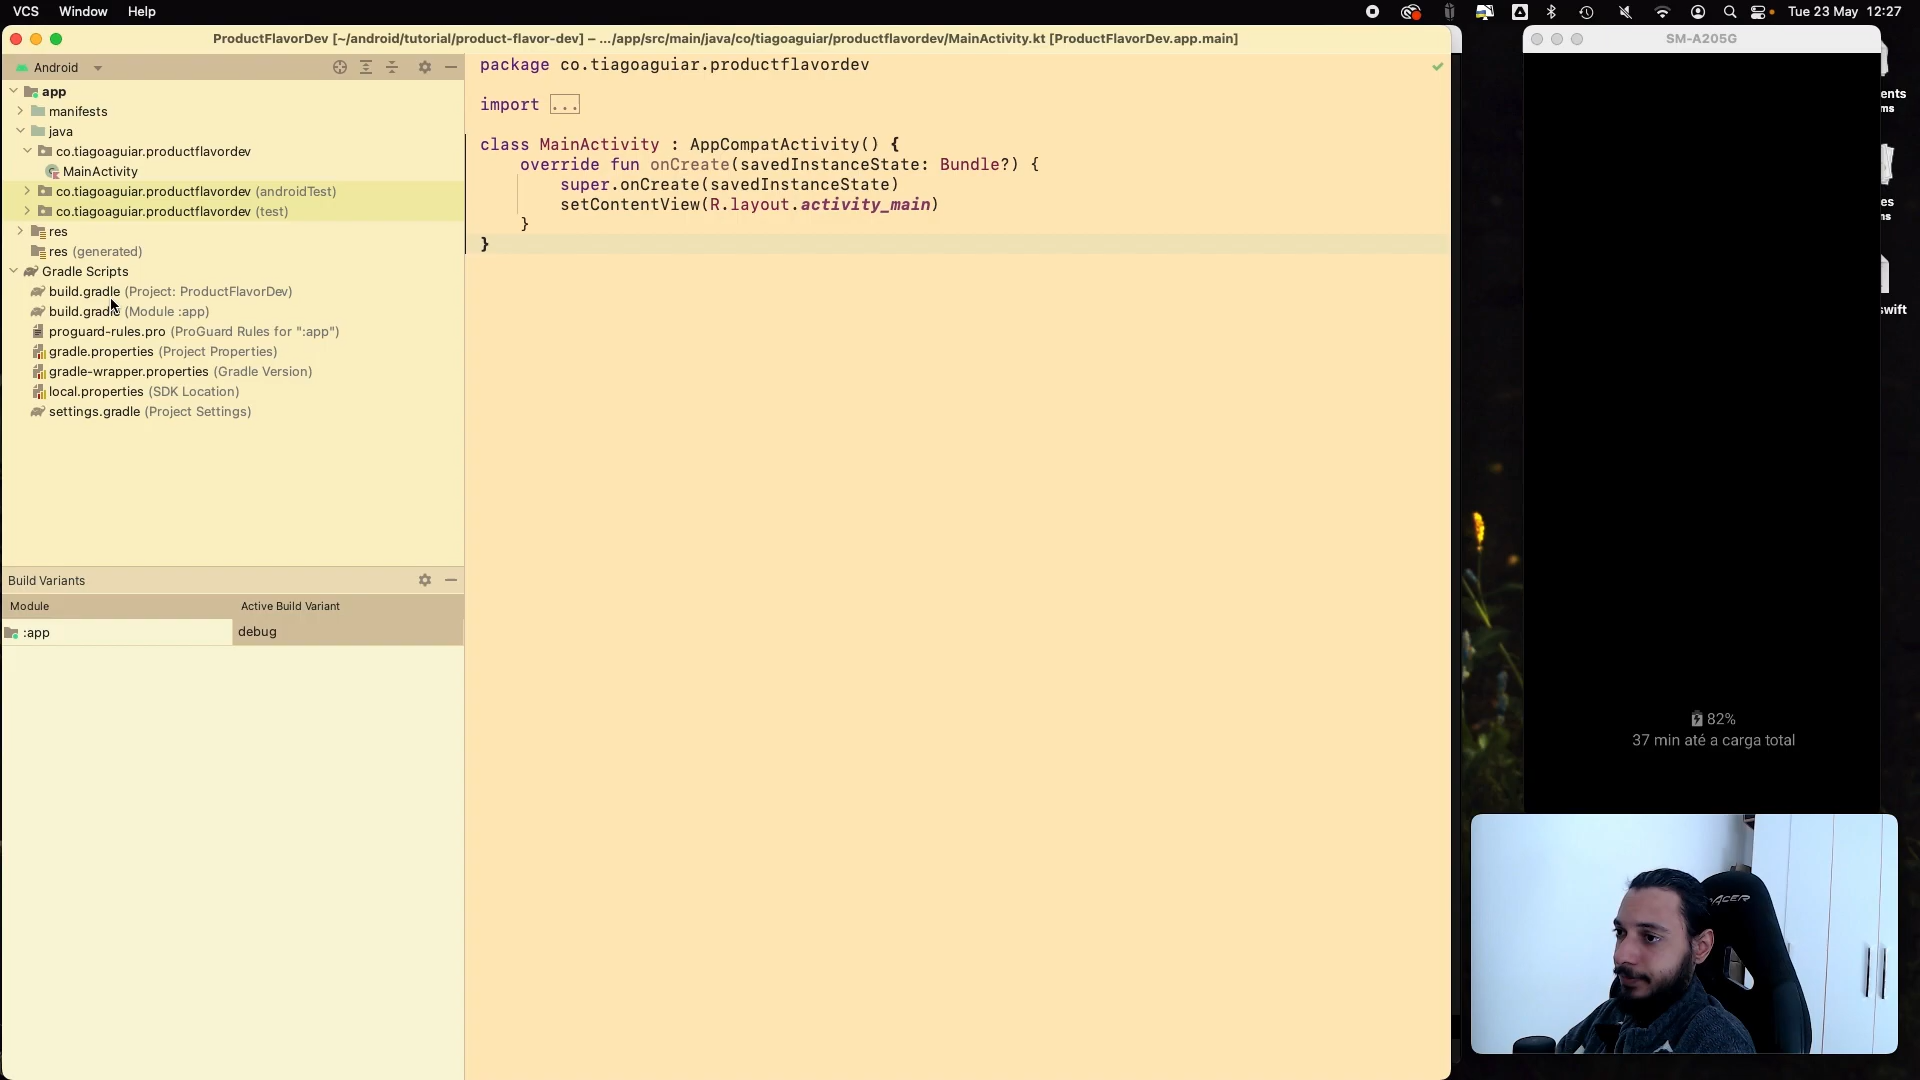 VCS Window Help
Tue 23 May 12:27
ProductFlavorDev [~/android/tutorial/product-flavor-dev] – .../app/src/main/java/co/tiagoaguiar/productflavordev/MainActivity.kt [ProductFlavorDev.app.main]
SM-A205G
Android
app
manifests
java
co.tiagoaguiar.productflavordev
MainActivity
co.tiagoaguiar.productflavordev (androidTest)
co.tiagoaguiar.productflavordev (test)
res
res (generated)
Gradle Scripts
build.gradle (Project: ProductFlavorDev)
build.gradle (Module :app)
proguard-rules.pro (ProGuard Rules for ":app")
gradle.properties (Project Properties)
gradle-wrapper.properties (Gradle Version)
local.properties (SDK Location)
settings.gradle (Project Settings)
Build Variants
Module Active Build Variant
:app debug
package co.tiagoaguiar.productflavordev
import ...
class MainActivity : AppCompatActivity() {
override fun onCreate(savedInstanceState: Bundle?) {
super.onCreate(savedInstanceState)
setContentView(R.layout.activity_main)
}
}
82%
37 min até a carga total
ents
ms
es
ns
swift